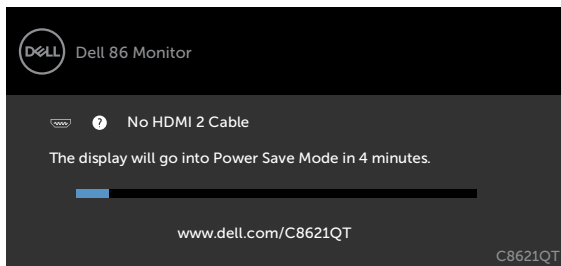 DELL
Dell 86 Monitor
? No HDMI 2 Cable
The display will go into Power Save Mode in 4 minutes.
www.dell.com/C8621QT
C8621QT